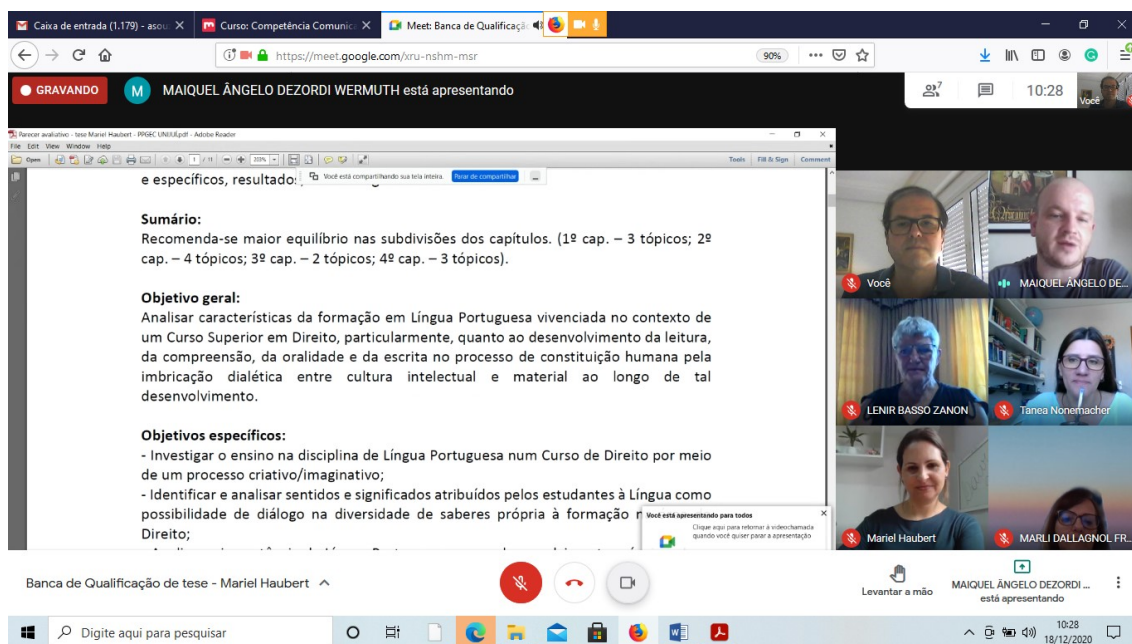 Caixa de entrada (1.179) - asou
Curso: Competência Comunic
Meet: Banca de Qualificação
https://meet.google.com/xru-nshm-msr
90%
GRAVANDO
M
MAIQUEL ÂNGELO DEZORDI WERMUTH está apresentando
7
10:28
Você
Parecer avaliativo - tese Mariel Haubert - PPGEC UNIJUÍ.pdf - Adobe Reader
File Edit View Window Help
Open
1 / 11
Tools Fill & Sign Comment
Você está compartilhando sua tela inteira. Parar de compartilhar
e específicos, resultados,
Sumário:
Recomenda-se maior equilíbrio nas subdivisões dos capítulos. (1º cap. – 3 tópicos; 2º
cap. – 4 tópicos; 3º cap. – 2 tópicos; 4º cap. – 3 tópicos).
Objetivo geral:
Analisar características da formação em Língua Portuguesa vivenciada no contexto de
um Curso Superior em Direito, particularmente, quanto ao desenvolvimento da leitura,
da compreensão, da oralidade e da escrita no processo de constituição humana pela
imbricação dialética entre cultura intelectual e material ao longo de tal
desenvolvimento.
Objetivos específicos:
- Investigar o ensino na disciplina de Língua Portuguesa num Curso de Direito por meio
de um processo criativo/imaginativo;
- Identificar e analisar sentidos e significados atribuídos pelos estudantes à Língua como
possibilidade de diálogo na diversidade de saberes própria à formação
Direito;
Você está apresentando para todos
Clique aqui para retornar à videochamada
quando você quiser parar a apresentação
Você
MAIQUEL ÂNGELO DE...
LENIR BASSO ZANON
Tanea Nonemacher
Mariel Haubert
MARLI DALLAGNOL FR...
Banca de Qualificação de tese - Mariel Haubert
Levantar a mão
MAIQUEL ÂNGELO DEZORDI ...
está apresentando
Digite aqui para pesquisar
10:28
18/12/2020